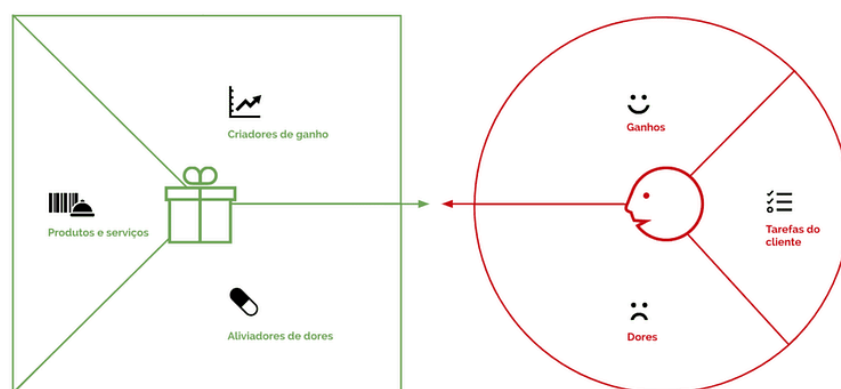 Criadores de ganho
Produtos e serviços
Aliviadores de dores
Ganhos
Tarefas do
cliente
Dores